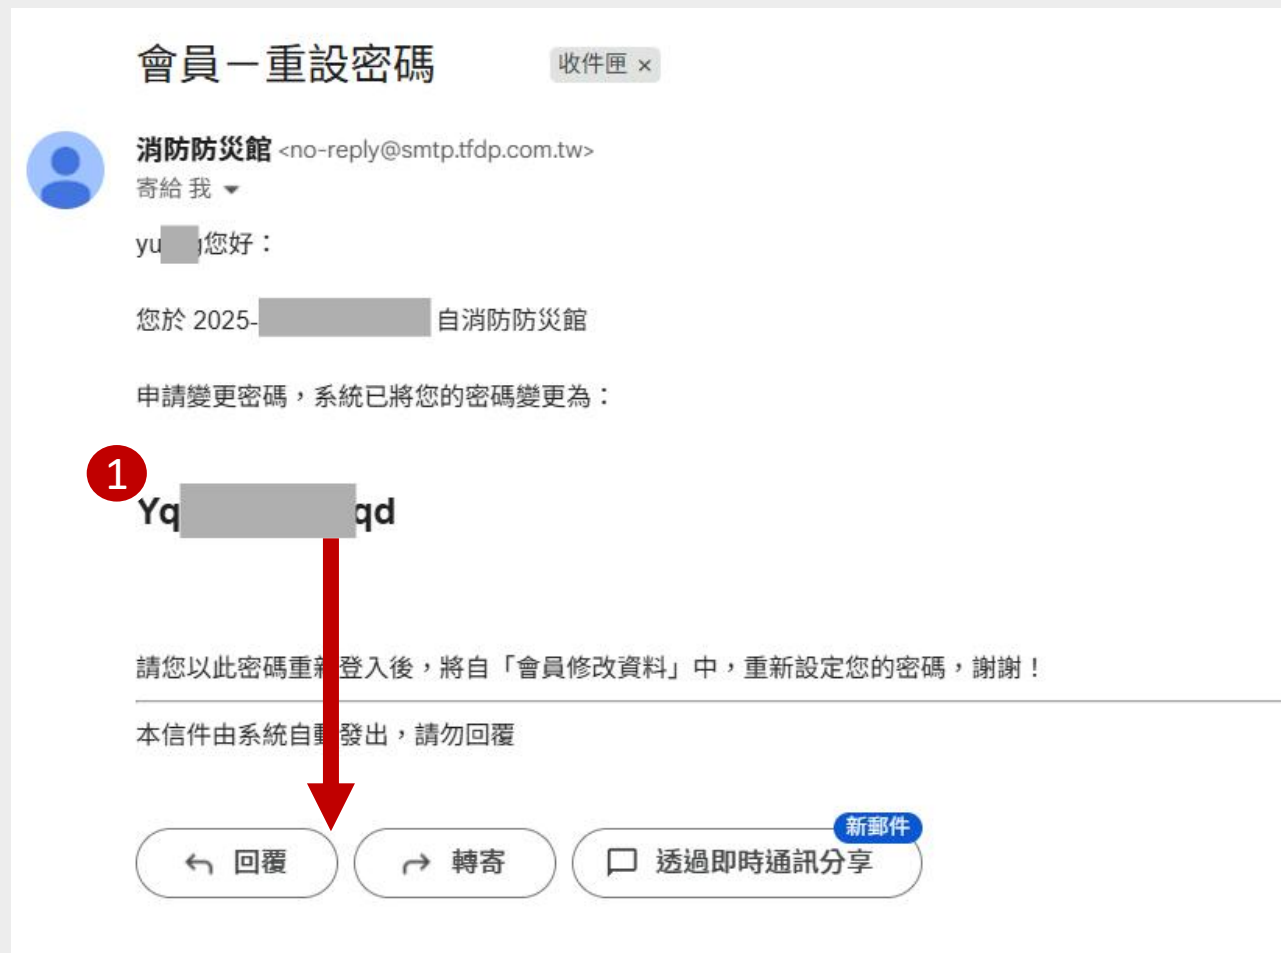 會員－重設密碼 收件匣 ×
消防防災館 <no-reply@smtp.tfdp.com.tw>
寄給 我
yu 您好：
您於 2025- 自消防防災館
申請變更密碼，系統已將您的密碼變更為：
1
Yq qd
請您以此密碼重新登入後，將自「會員修改資料」中，重新設定您的密碼，謝謝！
本信件由系統自動發出，請勿回覆
新郵件
回覆 轉寄 透過即時通訊分享